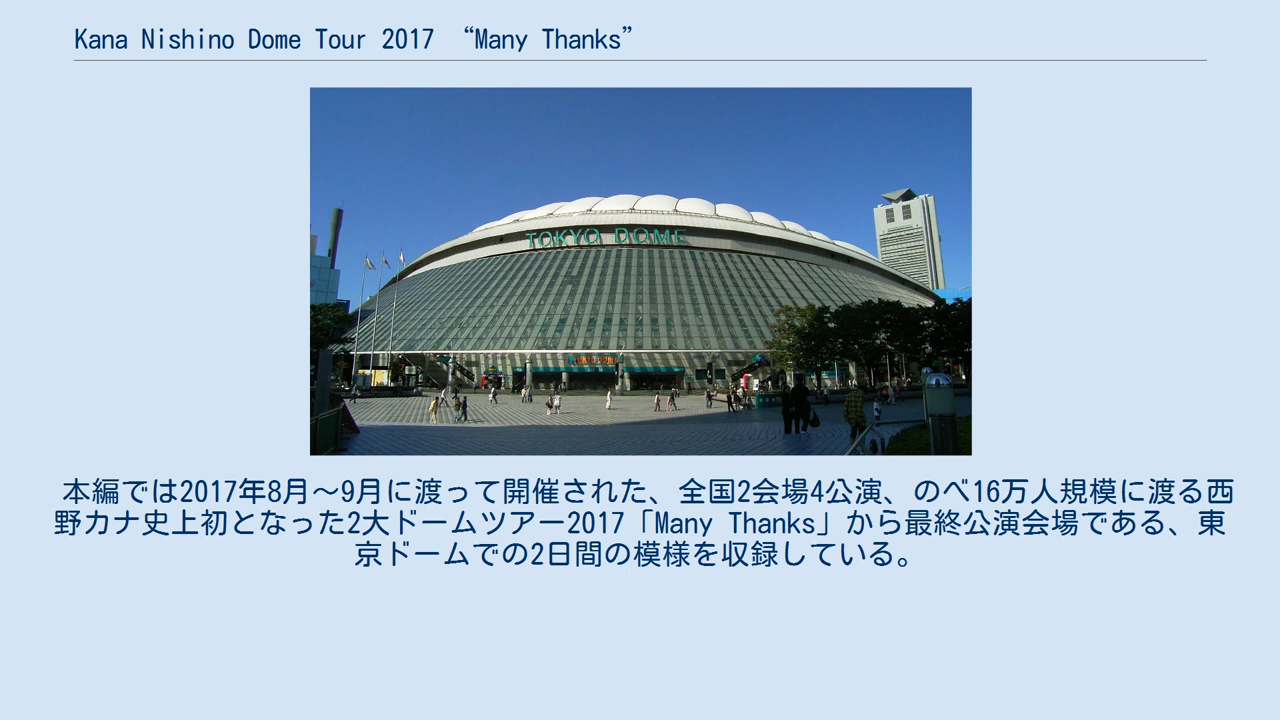 Kana Nishino Dome Tour 2017 “Many Thanks”
TOKYO DOME
TOKYO DOME
本編では2017年8月〜9月に渡って開催された、全国2会場4公演、のべ16万人規模に渡る西
野カナ史上初となった2大ドームツアー2017「Many Thanks」から最終公演会場である、東
京ドームでの2日間の模様を収録している。